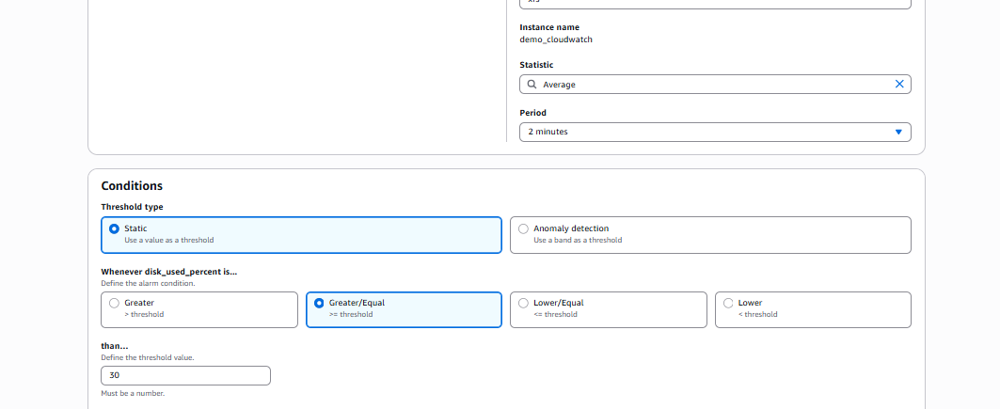 xfs
Instance name
demo_cloudwatch
Statistic
Average
Period
2 minutes
Conditions
Threshold type
Static
Use a value as a threshold
Anomaly detection
Use a band as a threshold
Whenever disk_used_percent is...
Define the alarm condition.
Greater
> threshold
Greater/Equal
>= threshold
Lower/Equal
<= threshold
Lower
< threshold
than...
Define the threshold value.
30
Must be a number.